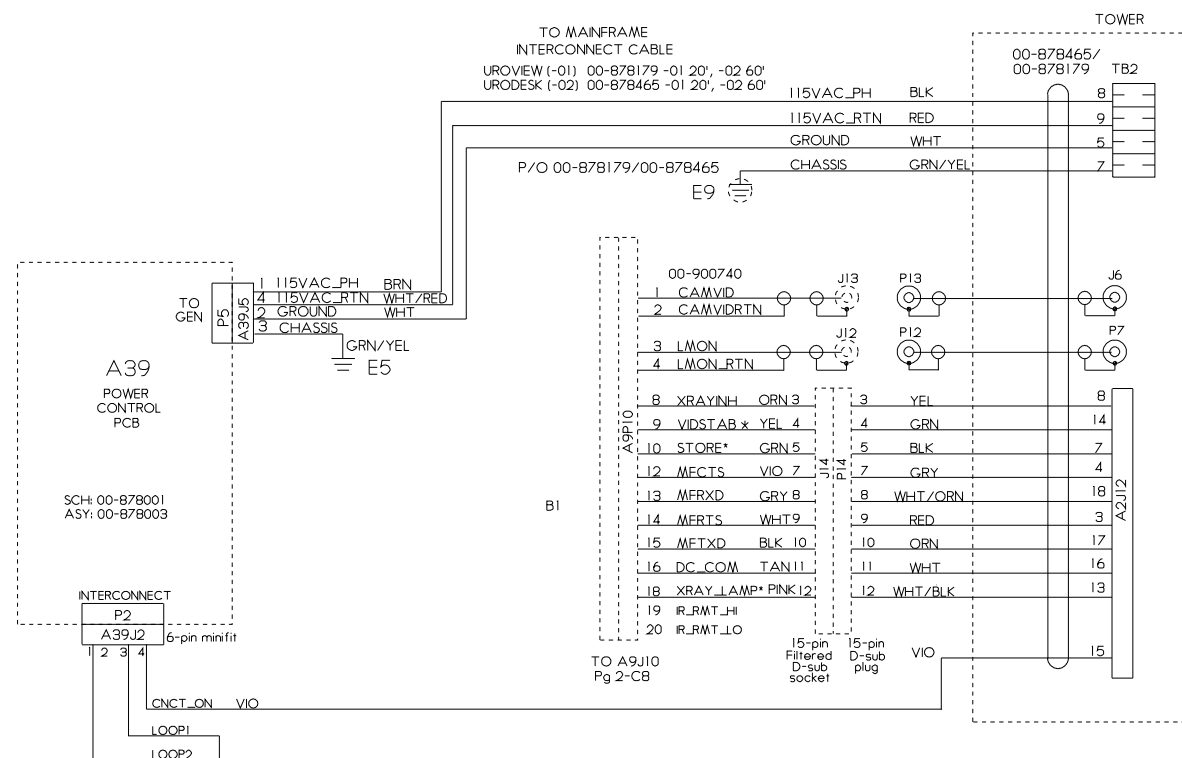 TOWER
TO MAINFRAME
INTERCONNECT CABLE
UROVIEW (-01) 00-878179 -01 20', -02 60'
URODESK (-02) 00-878465 -01 20', -02 60'
00-878465/
00-878179 TB2
115VAC_PH BLK 8
115VAC_RTN RED 9
GROUND WHT 5
P/O 00-878179/00-878465 CHASSIS GRN/YEL 7
E9
00-900740
1 CAMVID J13 P13 J6
2 CAMVIDRTN
3 LMON J12 P12 P7
4 LMON_RTN
TO
GEN
P5
A39J5
1 115VAC_PH BRN
4 115VAC_RTN WHT/RED
2 GROUND WHT
3 CHASSIS
GRN/YEL
E5
A39
POWER
CONTROL
PCB
SCH: 00-878001
ASY: 00-878003
A9P10
B1
8 XRAYINH ORN 3 3 YEL 8
9 VIDSTAB * YEL 4 4 GRN 14
10 STORE* GRN 5 5 BLK 7
12 MFCTS VIO 7 7 GRY 4
13 MFRXD GRY 8 8 WHT/ORN 18
14 MFRTS WHT 9 9 RED 3
15 MFTXD BLK 10 10 ORN 17
16 DC_COM TAN 11 11 WHT 16
18 XRAY_LAMP* PINK 12 12 WHT/BLK 13
19 IR_RMT_HI
20 IR_RMT_LO
J14
P14
A2J12
TO A9J10
Pg 2-C8
15-pin
Filtered
D-sub
socket
15-pin
D-sub
plug
VIO 15
INTERCONNECT
P2
A39J2 6-pin minifit
1 2 3 4
CNCT_ON VIO
LOOP1
LOOP2